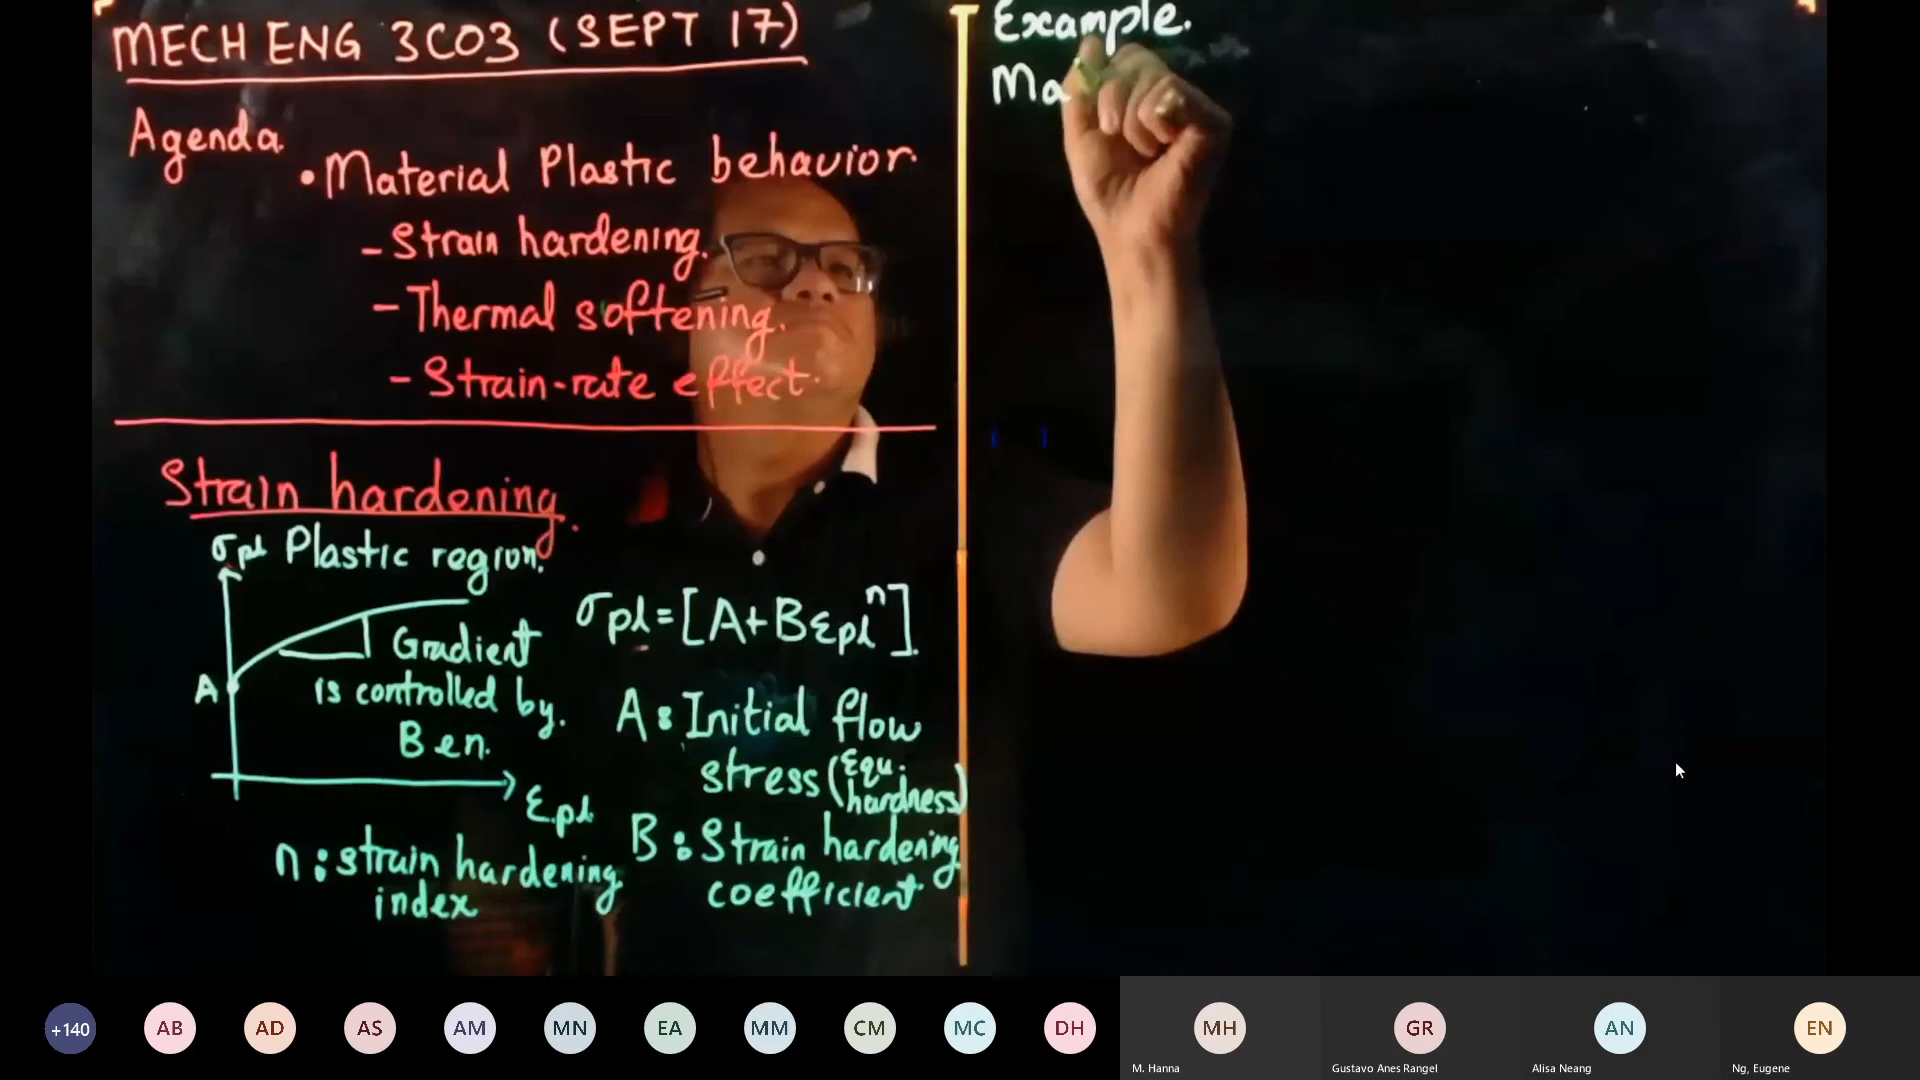 MECH ENG 3C03 (SEPT 17)
Agenda.
• Material Plastic behavior.
- Strain hardening.
- Thermal softening.
- Strain-rate effect.
Strain hardening.
σpl Plastic region.
A
Gradient
is controlled by.
B en.
εpl
n : strain hardening
index
σpl = [A+Bεpl^n].
A : Initial flow
stress (Equ. hardness)
B : Strain hardening
coefficient
Example.
Ma
+140 AB AD AS AM MN EA MM CM MC DH MH GR AN EN
M. Hanna
Gustavo Anes Rangel
Alisa Neang
Ng, Eugene